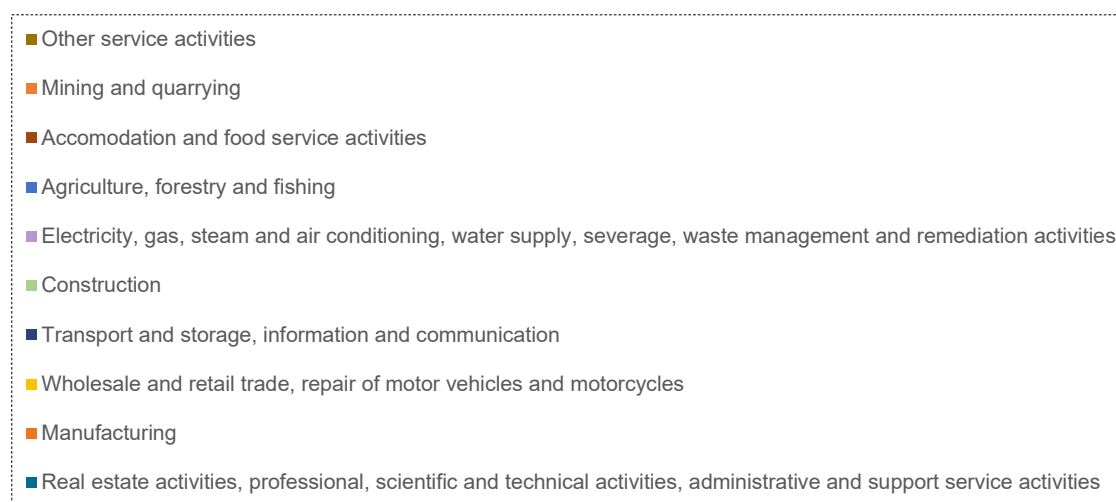 Other service activities
Mining and quarrying
Accomodation and food service activities
Agriculture, forestry and fishing
Electricity, gas, steam and air conditioning, water supply, severage, waste management and remediation activities
Construction
Transport and storage, information and communication
Wholesale and retail trade, repair of motor vehicles and motorcycles
Manufacturing
Real estate activities, professional, scientific and technical activities, administrative and support service activities